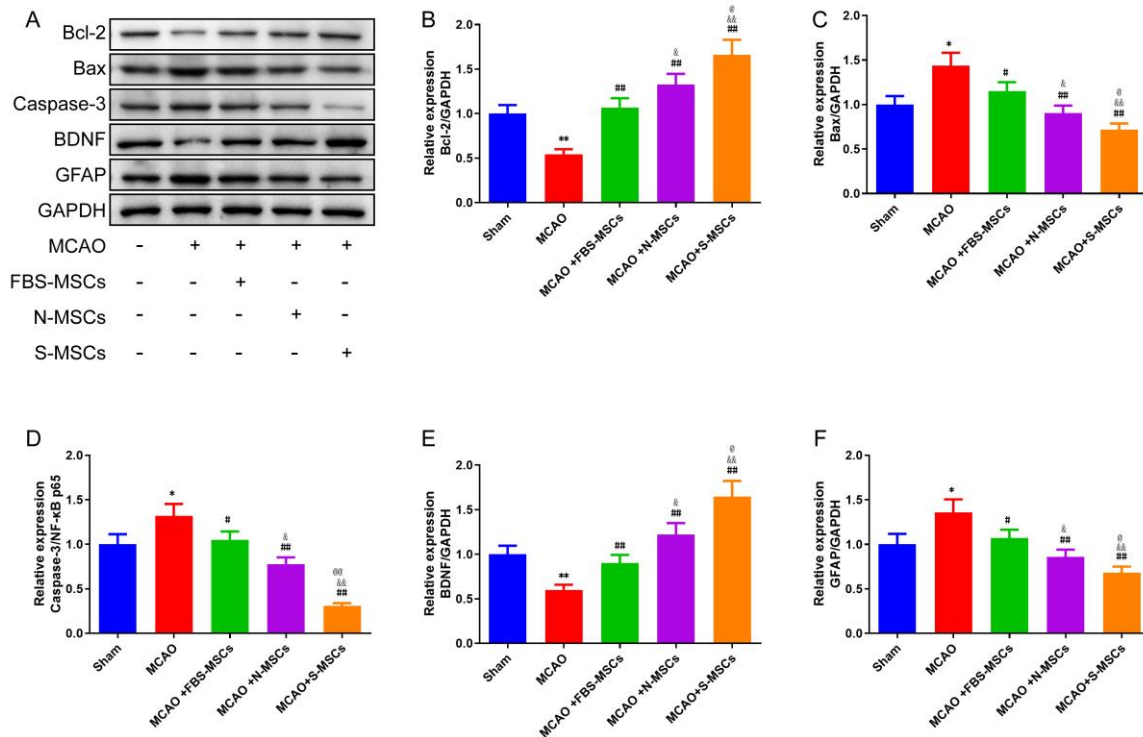 A
Bcl-2
Bax
Caspase-3
BDNF
GFAP
GAPDH
MCAO - + + + +
FBS-MSCs - - + - -
N-MSCs - - - + -
S-MSCs - - - - +
B
Relative expression
Bcl-2/GAPDH
2.0
1.5
1.0
0.5
0.0
**
##
&
##
@
&&
##
Sham
MCAO
MCAO +FBS-MSCs
MCAO +N-MSCs
MCAO+S-MSCs
C
Relative expression
Bax/GAPDH
2.0
1.5
1.0
0.5
0.0
*
#
&
##
@
&&
##
Sham
MCAO
MCAO +FBS-MSCs
MCAO +N-MSCs
MCAO+S-MSCs
D
Relative expression
Caspase-3/NF-κB p65
2.0
1.5
1.0
0.5
0.0
*
#
&
##
@@
&&
##
Sham
MCAO
MCAO +FBS-MSCs
MCAO +N-MSCs
MCAO+S-MSCs
E
Relative expression
BDNF/GAPDH
2.0
1.5
1.0
0.5
0.0
**
##
&
##
@
&&
##
Sham
MCAO
MCAO +FBS-MSCs
MCAO +N-MSCs
MCAO+S-MSCs
F
Relative expression
GFAP/GAPDH
2.0
1.5
1.0
0.5
0.0
*
#
&
##
@
&&
##
Sham
MCAO
MCAO +FBS-MSCs
MCAO +N-MSCs
MCAO+S-MSCs